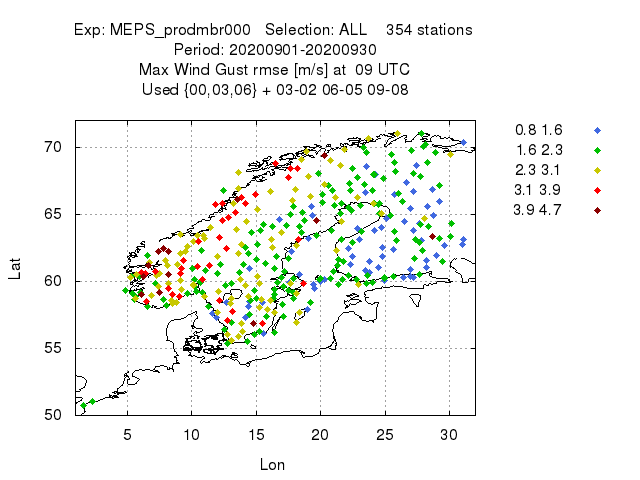 Exp: MEPS_prodmbr000   Selection: ALL    354 stations
Period: 20200901-20200930
Max Wind Gust rmse [m/s] at  09 UTC
Used {00,03,06} + 03-02 06-05 09-08
0.8 1.6
1.6 2.3
2.3 3.1
3.1 3.9
3.9 4.7
70
65
60
55
50
Lat
5 10 15 20 25 30
Lon